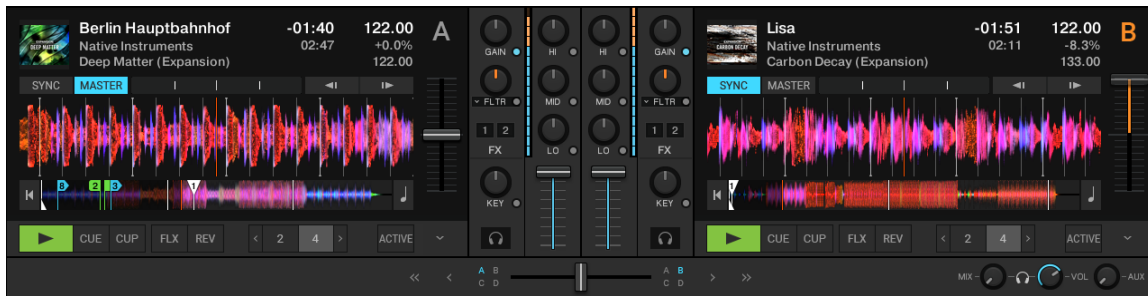 Berlin Hauptbahnhof -01:40 122.00 A
Native Instruments 02:47 +0.0%
Deep Matter (Expansion) 122.00
DEEP MATTER
SYNC MASTER
8 2 3 1
CUE CUP FLX REV < 2 4 > ACTIVE
GAIN HI HI GAIN
FLTR MID MID FLTR
1 2 LO LO 1 2
FX FX
KEY KEY
Lisa -01:51 122.00 B
Native Instruments 02:11 -8.3%
Carbon Decay (Expansion) 133.00
CARBON DECAY
SYNC MASTER
1
CUE CUP FLX REV < 2 4 > ACTIVE
<< < A B A B > >>
C D C D
MIX VOL AUX